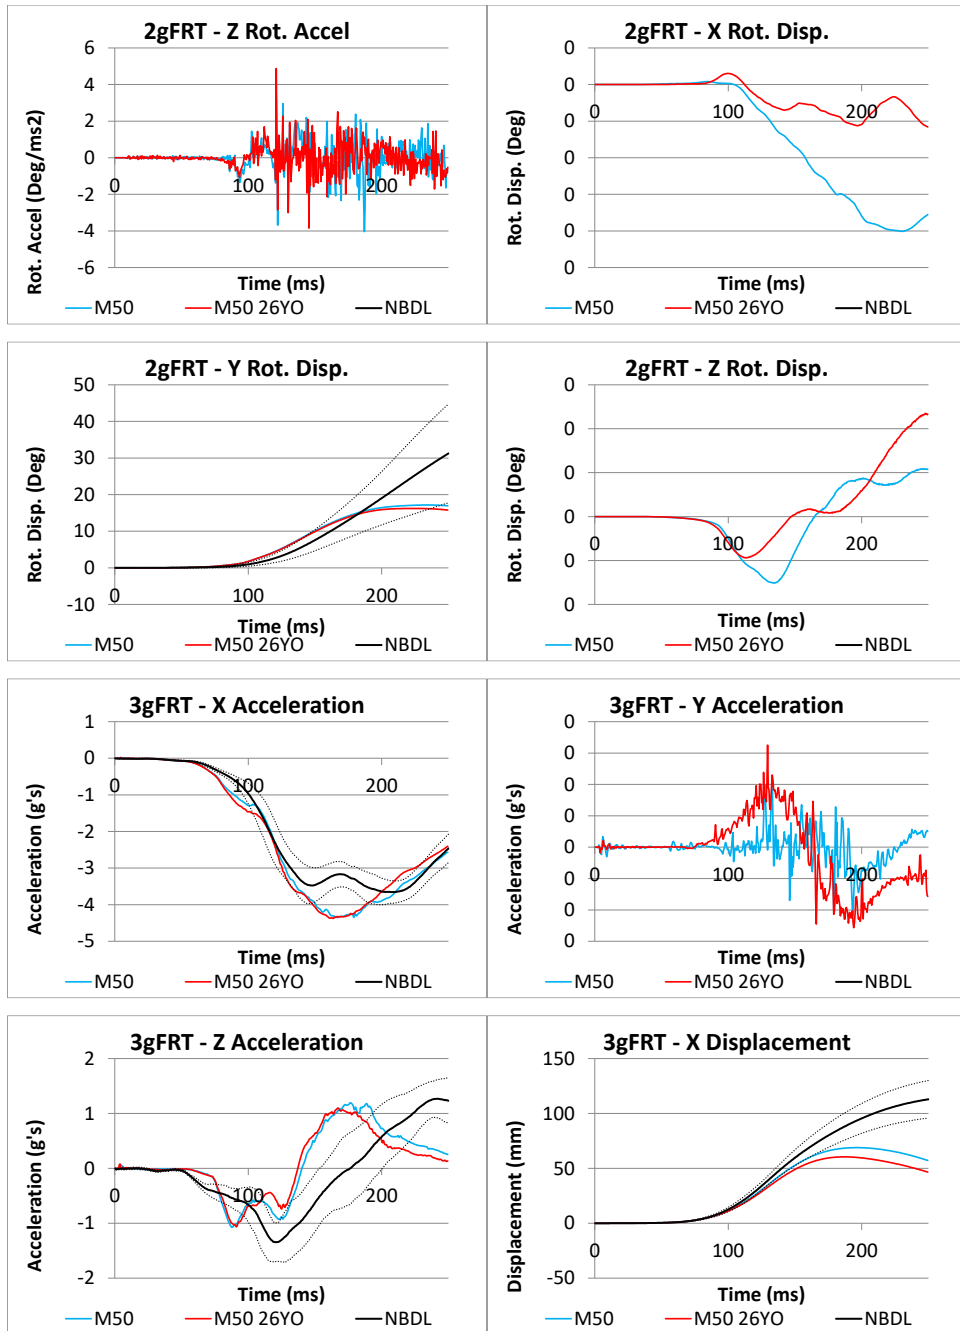 2gFRT - Z Rot. Accel
Rot. Accel (Deg/ms2)
6
4
2
0
-2
-4
-6
0
100
200
Time (ms)
M50 M50 26YO NBDL
2gFRT - X Rot. Disp.
Rot. Disp. (Deg)
0
0
0
0
0
0
0
0
100
200
Time (ms)
M50 M50 26YO NBDL
2gFRT - Y Rot. Disp.
Rot. Disp. (Deg)
50
40
30
20
10
0
-10
0
100
200
Time (ms)
M50 M50 26YO NBDL
2gFRT - Z Rot. Disp.
Rot. Disp. (Deg)
0
0
0
0
0
0
0
100
200
Time (ms)
M50 M50 26YO NBDL
3gFRT - X Acceleration
Acceleration (g's)
1
0
-1
-2
-3
-4
-5
0
100
200
Time (ms)
M50 M50 26YO NBDL
3gFRT - Y Acceleration
Acceleration (g's)
0
0
0
0
0
0
0
0
0
100
200
Time (ms)
M50 M50 26YO NBDL
3gFRT - Z Acceleration
Acceleration (g's)
2
1
0
-1
-2
0
100
200
Time (ms)
M50 M50 26YO NBDL
3gFRT - X Displacement
Displacement (mm)
150
100
50
0
-50
0
100
200
Time (ms)
M50 M50 26YO NBDL